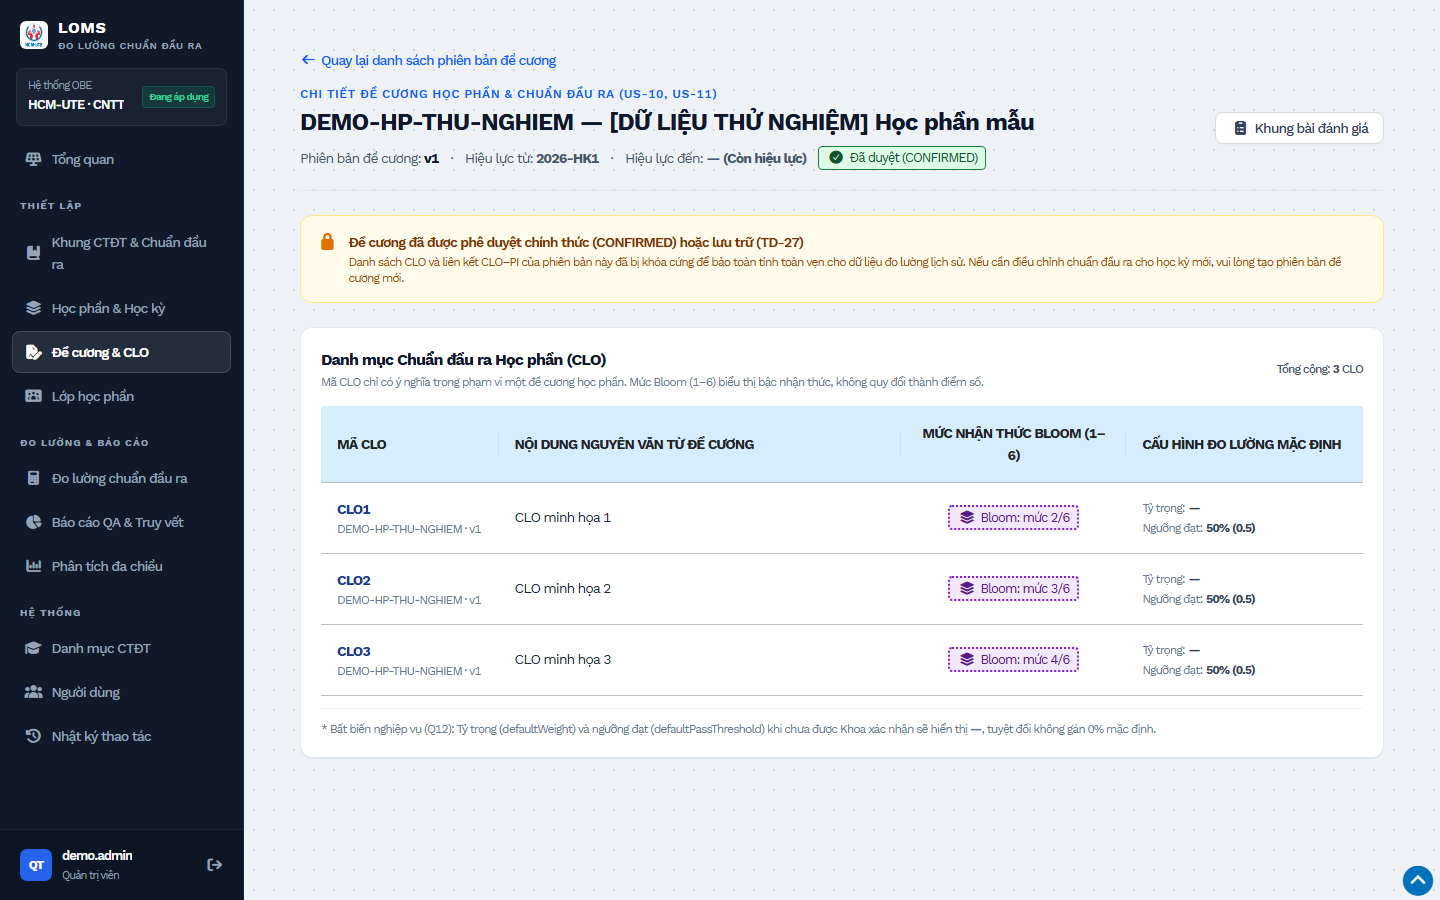 LOMS
ĐO LƯỜNG CHUẨN ĐẦU RA
HCM-UTE
Hệ thống OBE
HCM-UTE · CNTT
Đang áp dụng
Tổng quan
THIẾT LẬP
Khung CTĐT & Chuẩn đầu
ra
Học phần & Học kỳ
Đề cương & CLO
Lớp học phần
ĐO LƯỜNG & BÁO CÁO
Đo lường chuẩn đầu ra
Báo cáo QA & Truy vết
Phân tích đa chiều
HỆ THỐNG
Danh mục CTĐT
Người dùng
Nhật ký thao tác
QT
demo.admin
Quản trị viên
← Quay lại danh sách phiên bản đề cương
CHI TIẾT ĐỀ CƯƠNG HỌC PHẦN & CHUẨN ĐẦU RA (US-10, US-11)
DEMO-HP-THU-NGHIEM — [DỮ LIỆU THỬ NGHIỆM] Học phần mẫu
Phiên bản đề cương: v1 · Hiệu lực từ: 2026-HK1 · Hiệu lực đến: — (Còn hiệu lực) Đã duyệt (CONFIRMED)
Khung bài đánh giá
Đề cương đã được phê duyệt chính thức (CONFIRMED) hoặc lưu trữ (TD-27)
Danh sách CLO và liên kết CLO–PI của phiên bản này đã bị khóa cứng để bảo toàn tính toàn vẹn cho dữ liệu đo lường lịch sử. Nếu cần điều chỉnh chuẩn đầu ra cho học kỳ mới, vui lòng tạo phiên bản đề
cương mới.
Danh mục Chuẩn đầu ra Học phần (CLO)
Mã CLO chỉ có ý nghĩa trong phạm vi một đề cương học phần. Mức Bloom (1–6) biểu thị bậc nhận thức, không quy đổi thành điểm số.
Tổng cộng: 3 CLO
MÃ CLO
NỘI DUNG NGUYÊN VĂN TỪ ĐỀ CƯƠNG
MỨC NHẬN THỨC BLOOM (1–
6)
CẤU HÌNH ĐO LƯỜNG MẶC ĐỊNH
CLO1
DEMO-HP-THU-NGHIEM · v1
CLO minh họa 1
Bloom: mức 2/6
Tỷ trọng: —
Ngưỡng đạt: 50% (0.5)
CLO2
DEMO-HP-THU-NGHIEM · v1
CLO minh họa 2
Bloom: mức 3/6
Tỷ trọng: —
Ngưỡng đạt: 50% (0.5)
CLO3
DEMO-HP-THU-NGHIEM · v1
CLO minh họa 3
Bloom: mức 4/6
Tỷ trọng: —
Ngưỡng đạt: 50% (0.5)
* Bất biến nghiệp vụ (Q12): Tỷ trọng (defaultWeight) và ngưỡng đạt (defaultPassThreshold) khi chưa được Khoa xác nhận sẽ hiển thị —, tuyệt đối không gán 0% mặc định.